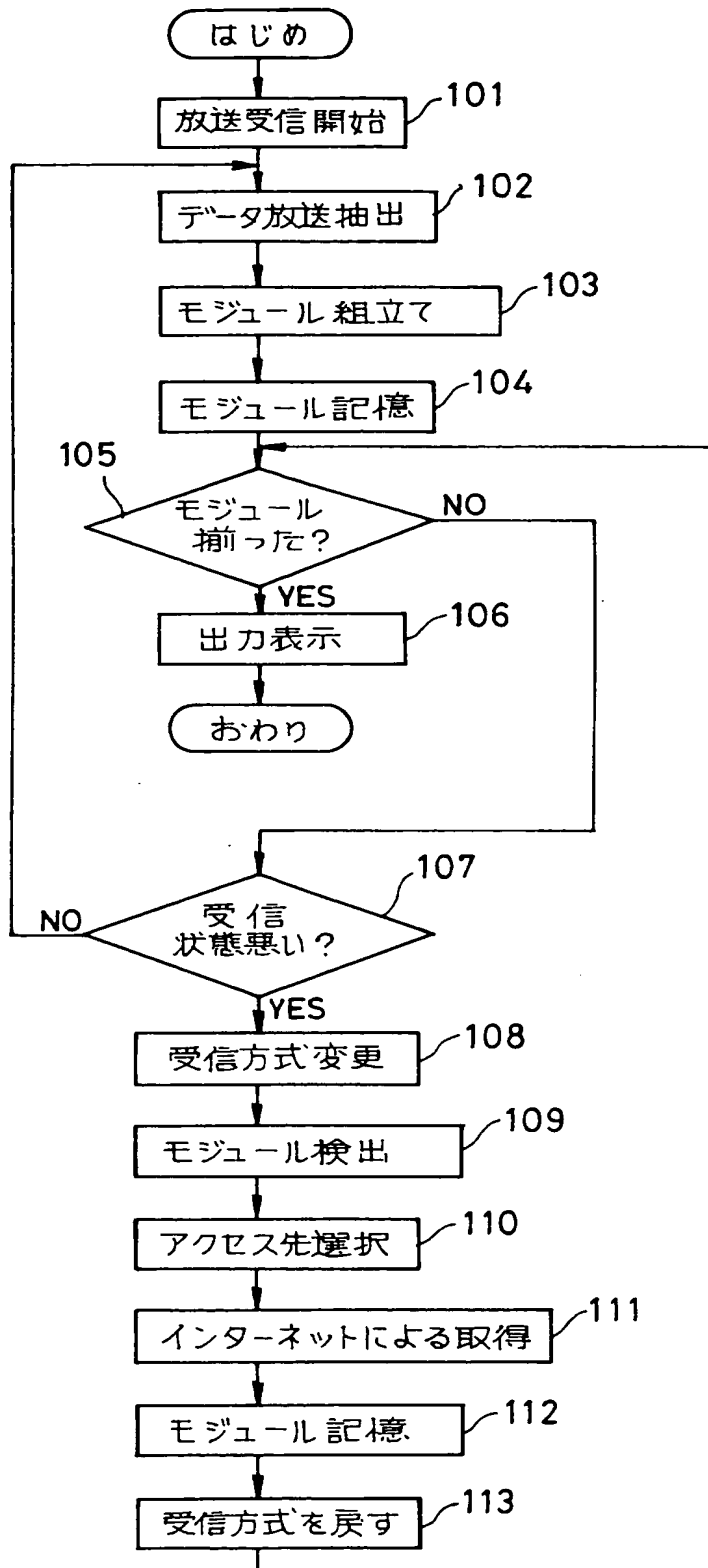 はじめ
101
放送受信開始
102
データ放送抽出
103
モジュール組立て
104
モジュール記憶
105
モジュール
揃った?
NO
YES
106
出力表示
おわり
107
受信
状態悪い?
NO
YES
108
受信方式変更
109
モジュール検出
110
アクセス先選択
111
インターネットによる取得
112
モジュール記憶
113
受信方式を戻す